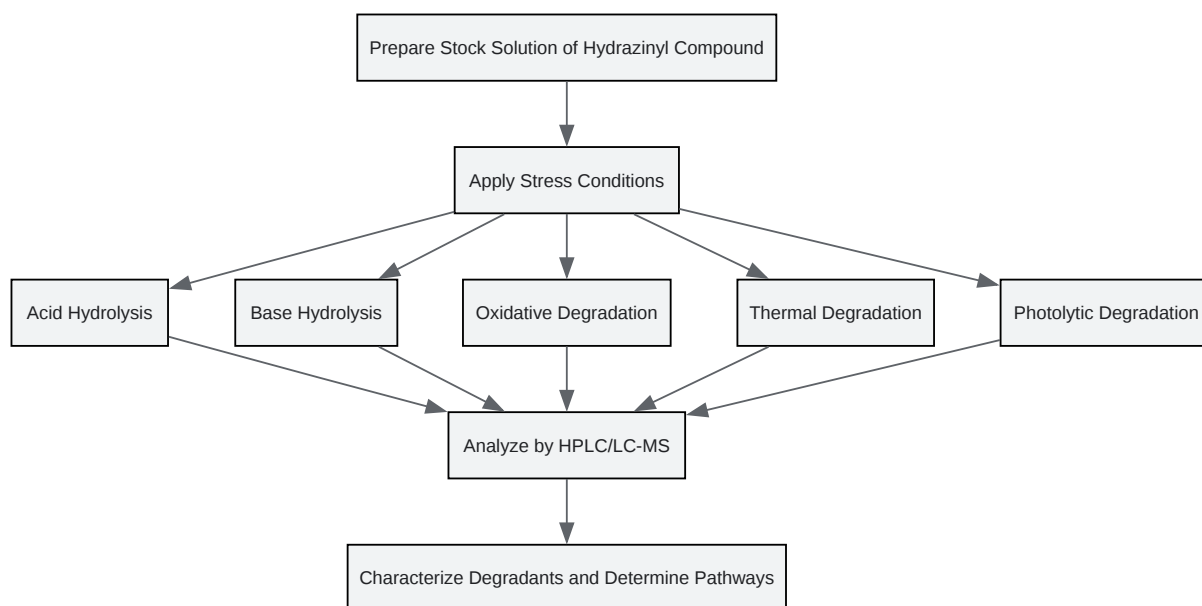 Prepare Stock Solution of Hydrazinyl Compound
Apply Stress Conditions
Acid Hydrolysis
Base Hydrolysis
Oxidative Degradation
Thermal Degradation
Photolytic Degradation
Analyze by HPLC/LC-MS
Characterize Degradants and Determine Pathways